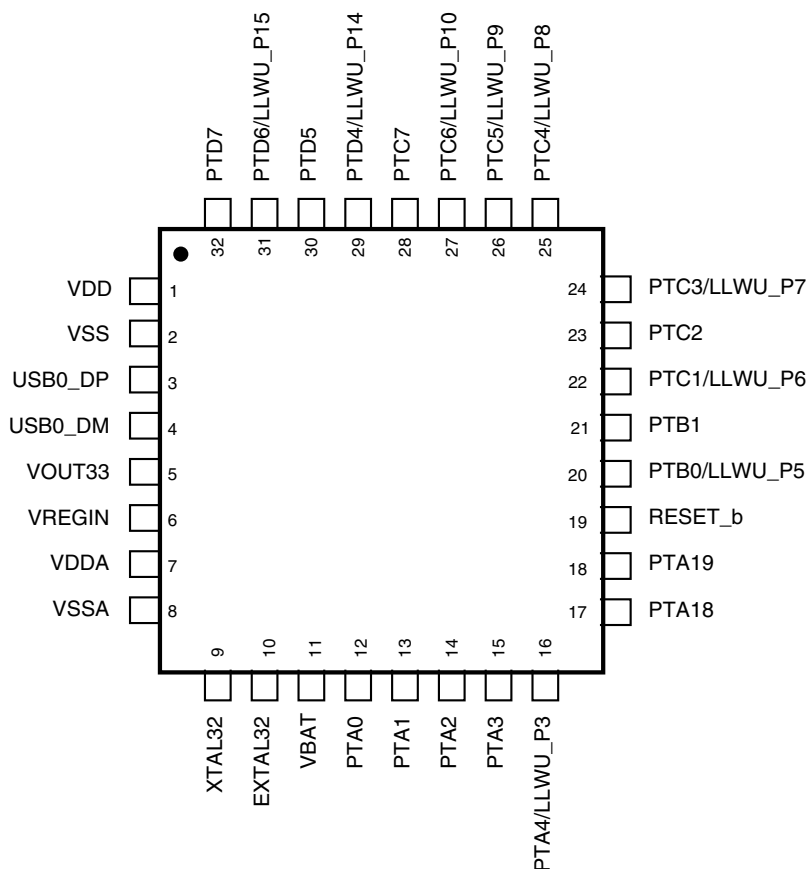 PTD7
PTD6/LLWU_P15
PTD5
PTD4/LLWU_P14
PTC7
PTC6/LLWU_P10
PTC5/LLWU_P9
PTC4/LLWU_P8
32
31
30
29
28
27
26
25
VDD 1
VSS 2
USB0_DP 3
USB0_DM 4
VOUT33 5
VREGIN 6
VDDA 7
VSSA 8
24 PTC3/LLWU_P7
23 PTC2
22 PTC1/LLWU_P6
21 PTB1
20 PTB0/LLWU_P5
19 RESET_b
18 PTA19
17 PTA18
9
10
11
12
13
14
15
16
XTAL32
EXTAL32
VBAT
PTA0
PTA1
PTA2
PTA3
PTA4/LLWU_P3